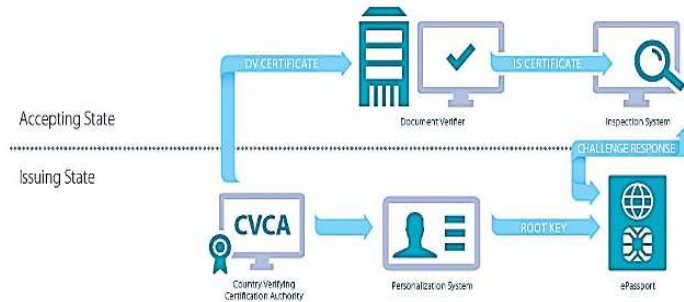 DV CERTIFICATE
IS CERTIFICATE
Accepting State
Document Verifier
Inspection System
CHALLENGE RESPONSE
Issuing State
CVCA
ROOT KEY
Country Verifying
Certification Authority
Personalization System
ePassport